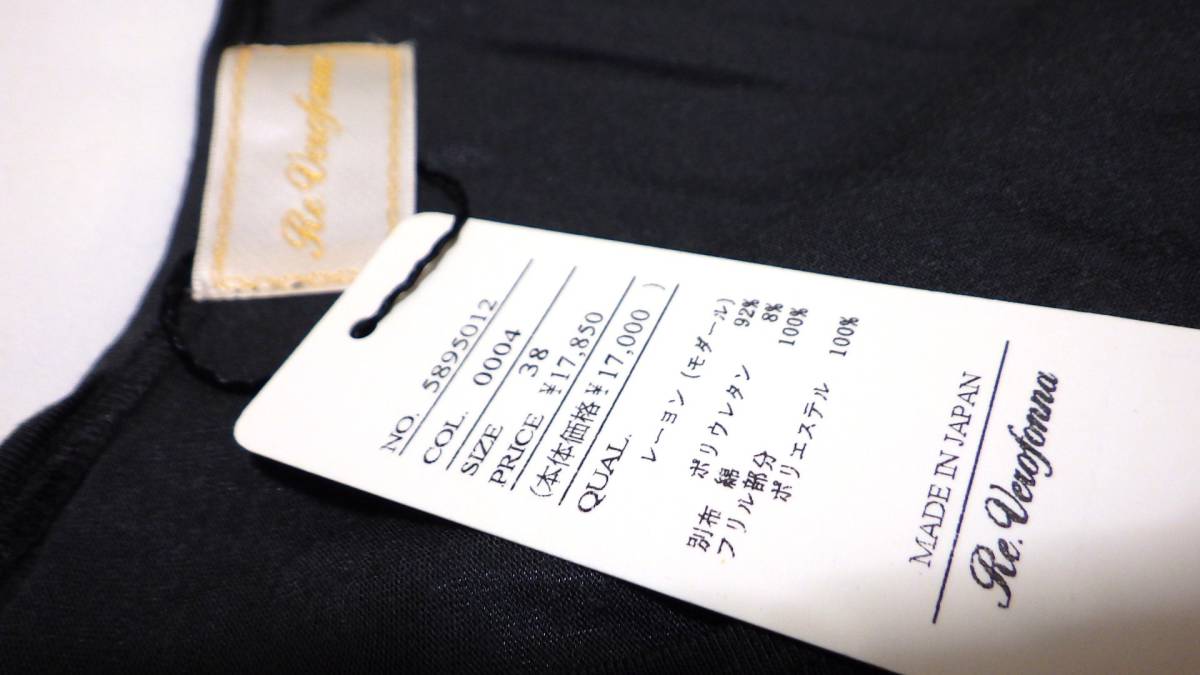 Re.Verofonna
NO. 5895012
COL. 0004
SIZE 38
PRICE ¥17,850
(本体価格¥17,000 )
QUAL.
レーヨン(モダール) 92%
ポリウレタン 8%
別布 綿 100%
フリル部分
ポリエステル 100%
MADE IN JAPAN
Re.Verofonna